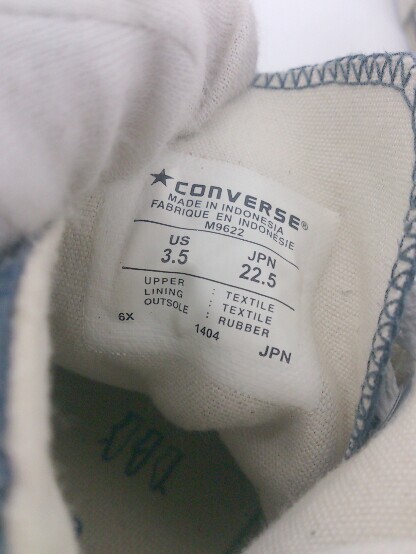 ★CONVERSE®
MADE IN INDONESIA
FABRIQUE EN INDONESIE
M9622
US JPN
3.5 22.5
UPPER : TEXTILE
LINING : TEXTILE
OUTSOLE : RUBBER
6X 1404 JPN